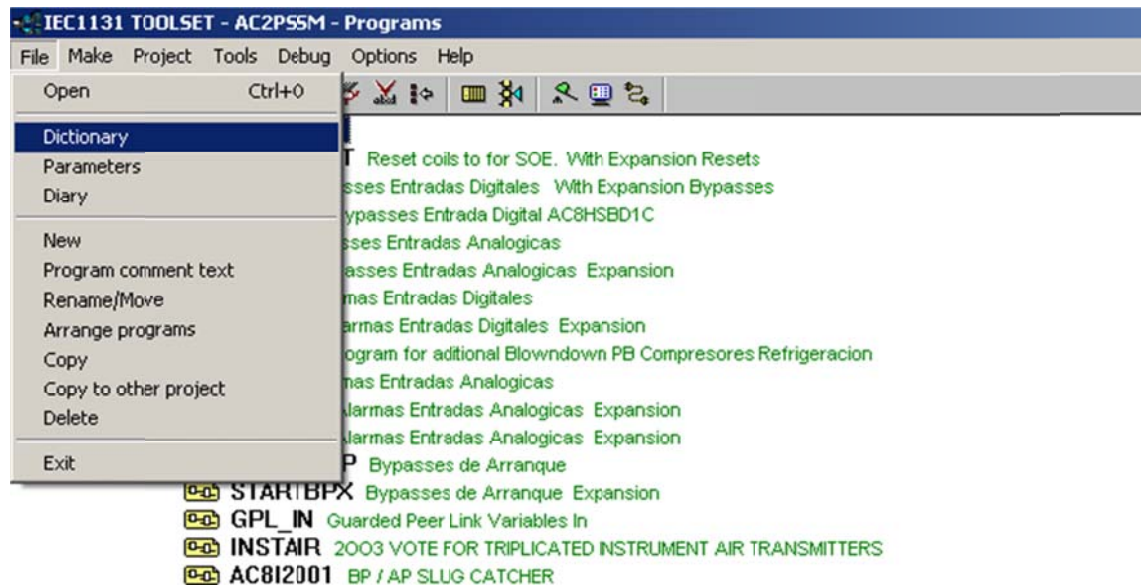 IEC1131 TOOLSET - AC2PS5M - Programs
File Make Project Tools Debug Options Help
Open Ctrl+O
Dictionary
Parameters
Diary
New
Program comment text
Rename/Move
Arrange programs
Copy
Copy to other project
Delete
Exit
abcd
T Reset coils to for SOE. With Expansion Resets
sses Entradas Digitales With Expansion Bypasses
ypasses Entrada Digital AC8HSBD1C
sses Entradas Analogicas
asses Entradas Analogicas Expansion
mas Entradas Digitales
armas Entradas Digitales Expansion
ogram for aditional Blowndown PB Compresores Refrigeracion
mas Entradas Analogicas
larmas Entradas Analogicas Expansion
larmas Entradas Analogicas Expansion
P Bypasses de Arranque
STARTBPX Bypasses de Arranque Expansion
GPL_IN Guarded Peer Link Variables In
INSTAIR 2OO3 VOTE FOR TRIPLICATED INSTRUMENT AIR TRANSMITTERS
AC8I2001 BP / AP SLUG CATCHER